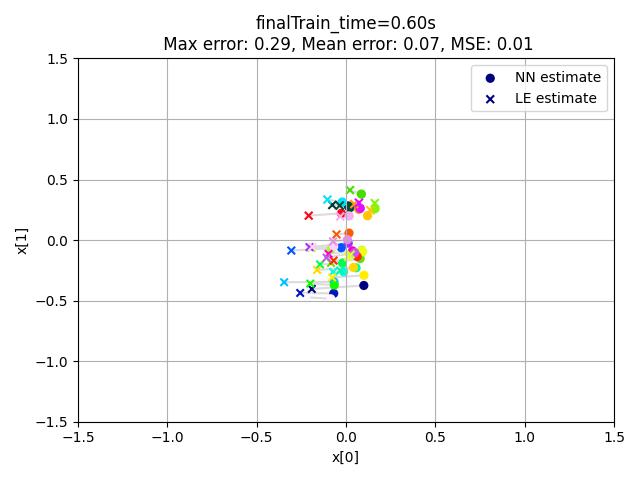 finalTrain_time=0.60s
Max error: 0.29, Mean error: 0.07, MSE: 0.01
1.5
1.0
0.5
0.0
−0.5
−1.0
−1.5
x[1]
NN estimate
LE estimate
−1.5 −1.0 −0.5 0.0 0.5 1.0 1.5
x[0]